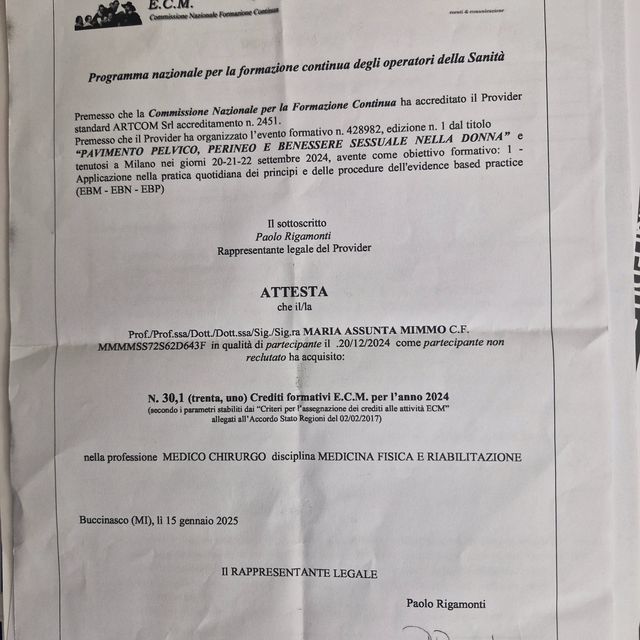 E.C.M.
Commissione Nazionale Formazione Continua
eventi & comunicazione
Programma nazionale per la formazione continua degli operatori della Sanità
Premesso che la Commissione Nazionale per la Formazione Continua ha accreditato il Provider
standard ARTCOM Srl accreditamento n. 2451.
Premesso che il Provider ha organizzato l'evento formativo n. 428982, edizione n. 1 dal titolo
"PAVIMENTO PELVICO, PERINEO E BENESSERE SESSUALE NELLA DONNA" e
tenutosi a Milano nei giorni 20-21-22 settembre 2024, avente come obiettivo formativo: 1 -
Applicazione nella pratica quotidiana dei principi e delle procedure dell'evidence based practice
(EBM - EBN - EBP)
Il sottoscritto
Paolo Rigamonti
Rappresentante legale del Provider
ATTESTA
che il/la
Prof./Prof.ssa/Dott./Dott.ssa/Sig./Sig.ra MARIA ASSUNTA MIMMO C.F.
MMMMSS72S62D643F in qualità di partecipante il .20/12/2024 come partecipante non
reclutato ha acquisito:
N. 30,1 (trenta, uno) Crediti formativi E.C.M. per l'anno 2024
(secondo i parametri stabiliti dai "Criteri per l'assegnazione dei crediti alle attività ECM"
allegati all'Accordo Stato Regioni del 02/02/2017)
nella professione MEDICO CHIRURGO disciplina MEDICINA FISICA E RIABILITAZIONE
Buccinasco (MI), lì 15 gennaio 2025
Il RAPPRESENTANTE LEGALE
Paolo Rigamonti